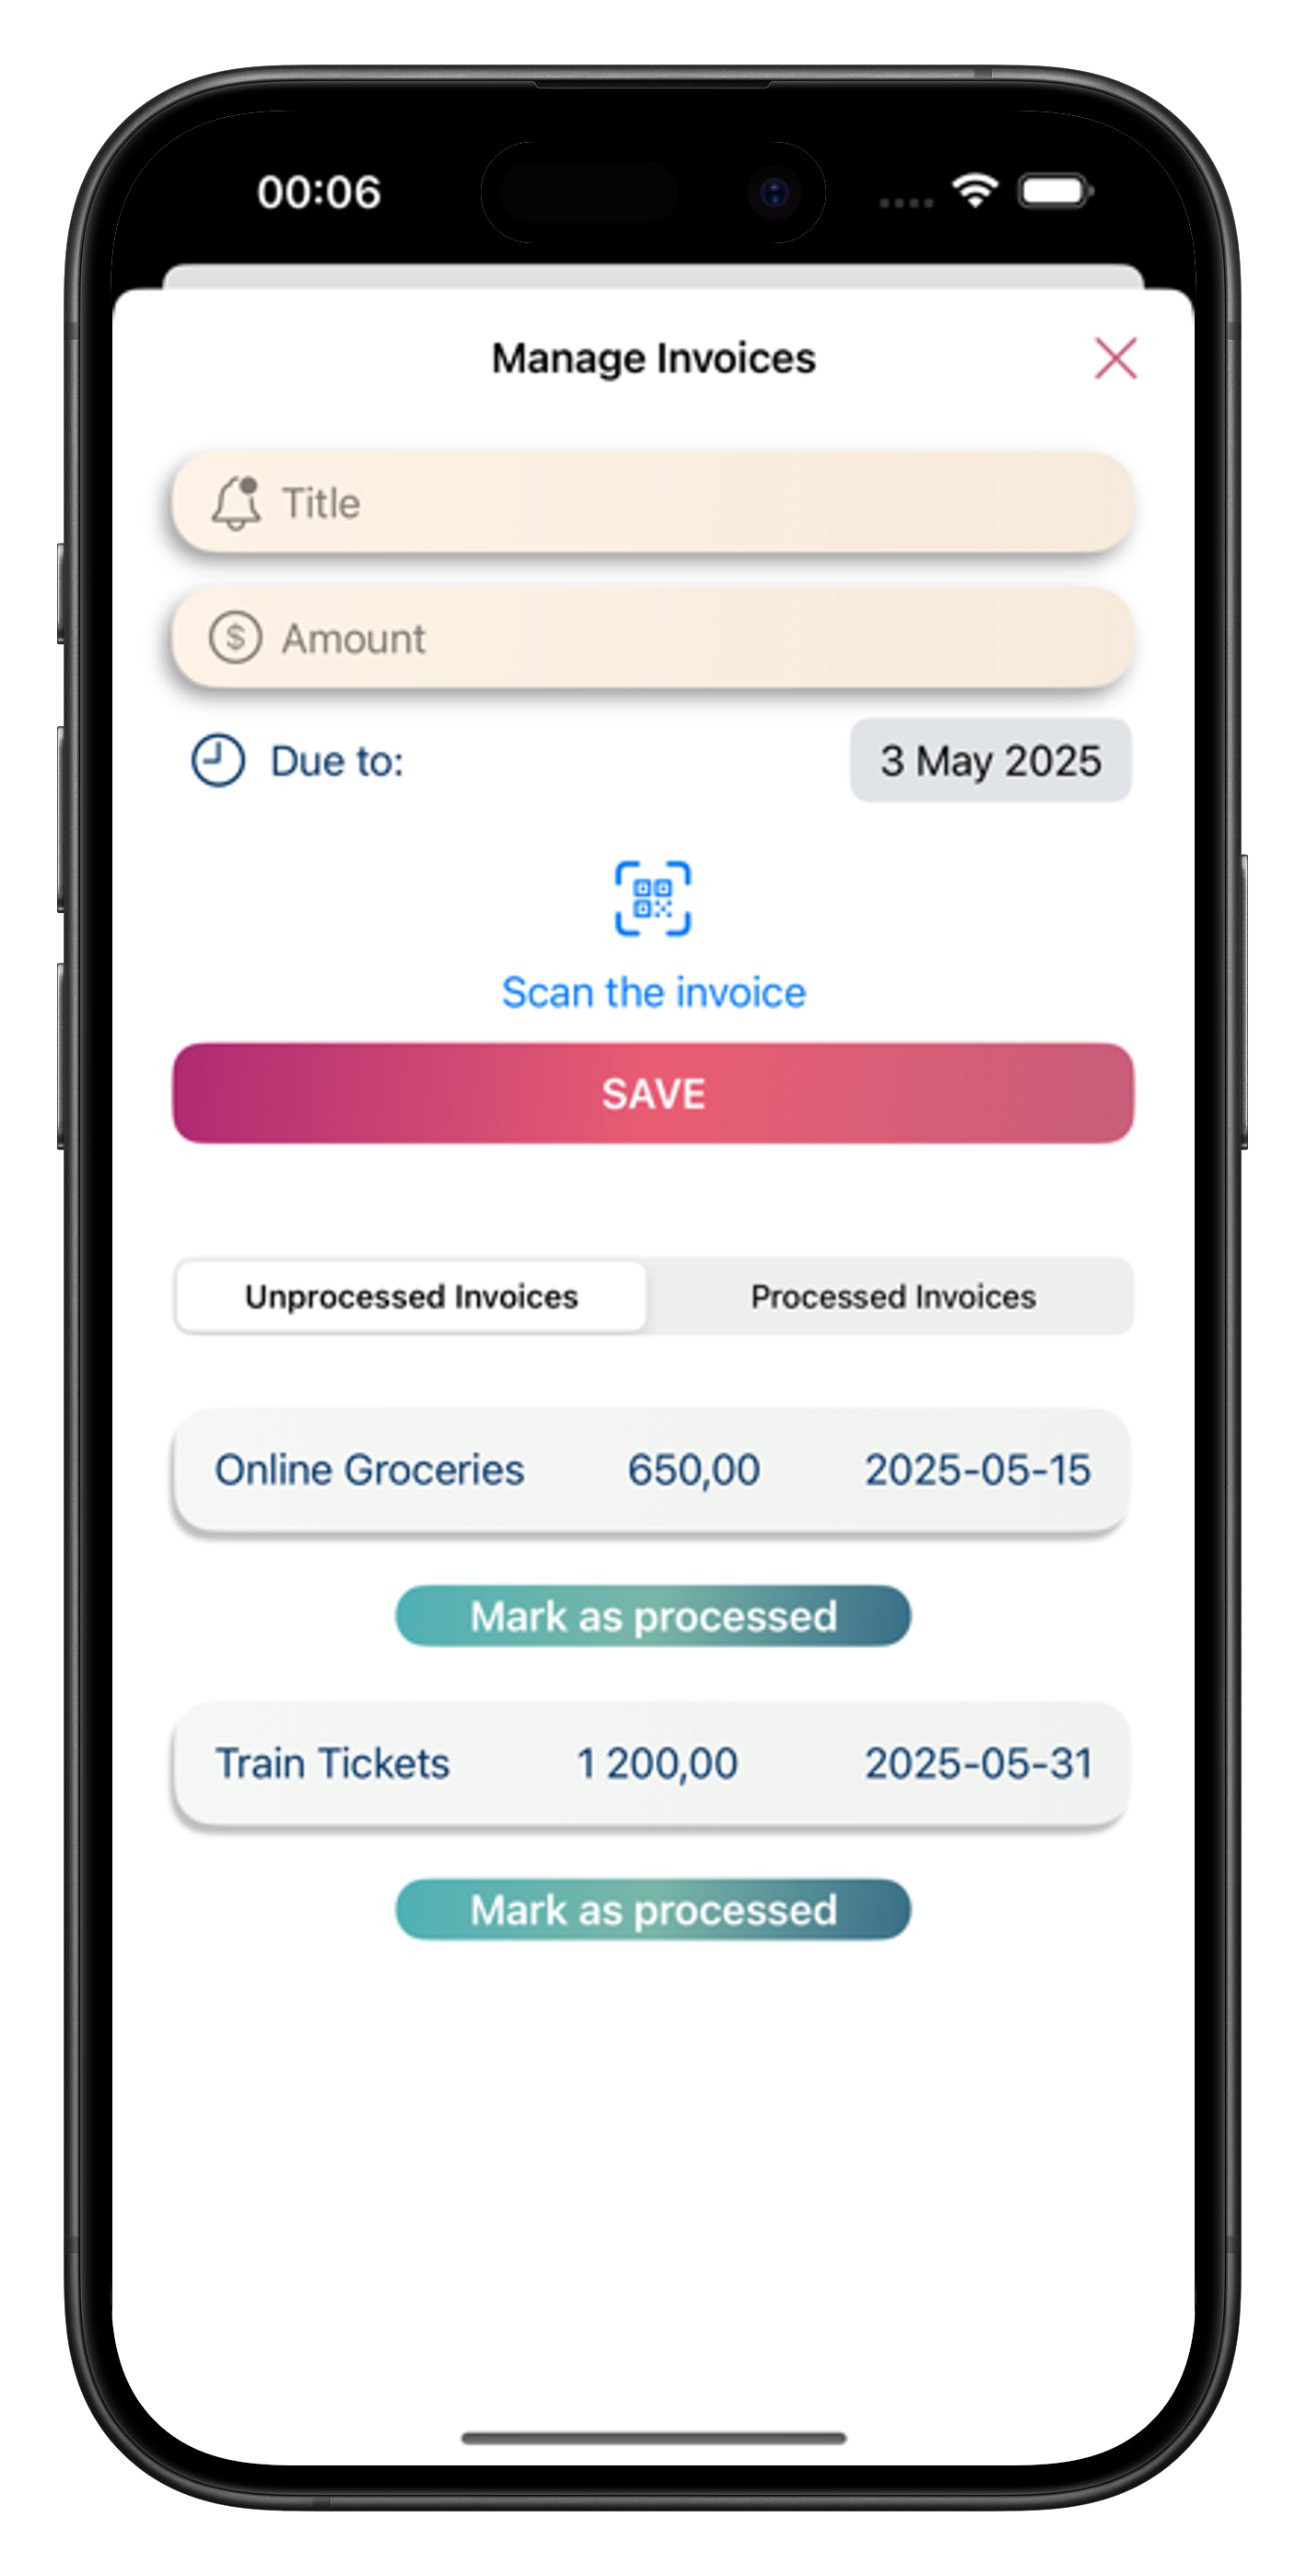 00:06
Manage Invoices
Title
Amount
Due to:
3 May 2025
Scan the invoice
SAVE
Unprocessed Invoices
Processed Invoices
Online Groceries 650,00 2025-05-15
Mark as processed
Train Tickets 1 200,00 2025-05-31
Mark as processed